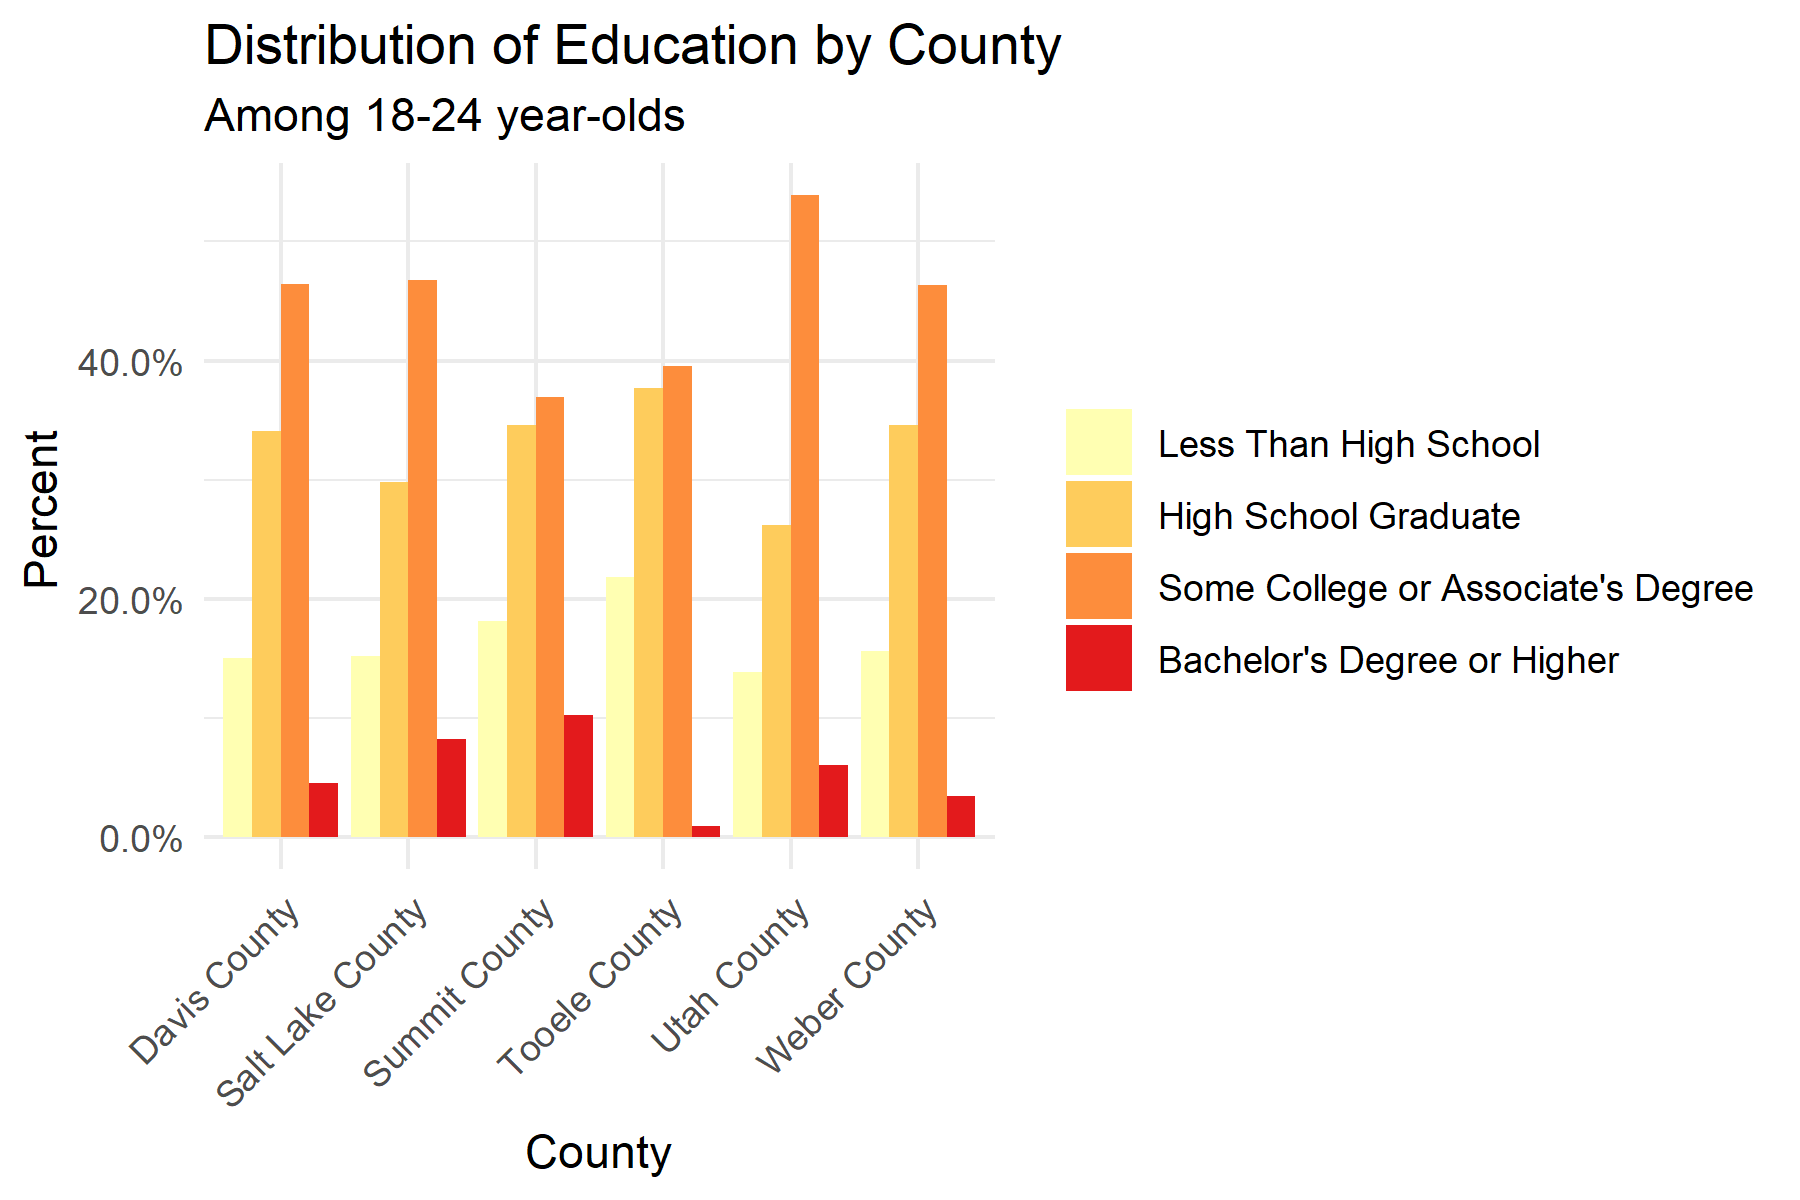 Distribution of Education by County
Among 18-24 year-olds
Percent
40.0%
20.0%
0.0%
Davis County
Salt Lake County
Summit County
Tooele County
Utah County
Weber County
County
Less Than High School
High School Graduate
Some College or Associate's Degree
Bachelor's Degree or Higher